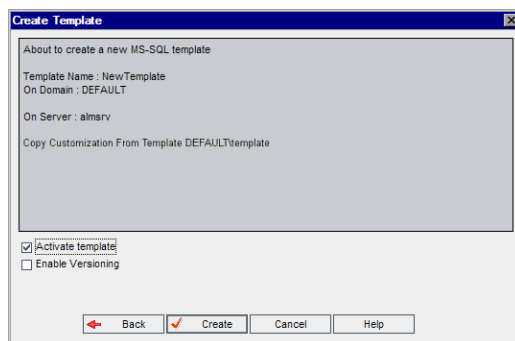 Create Template
About to create a new MS-SQL template
Template Name : NewTemplate
On Domain : DEFAULT
On Server : almsrv
Copy Customization From Template DEFAULT\template
Activate template
Enable Versioning
Back
Create
Cancel
Help